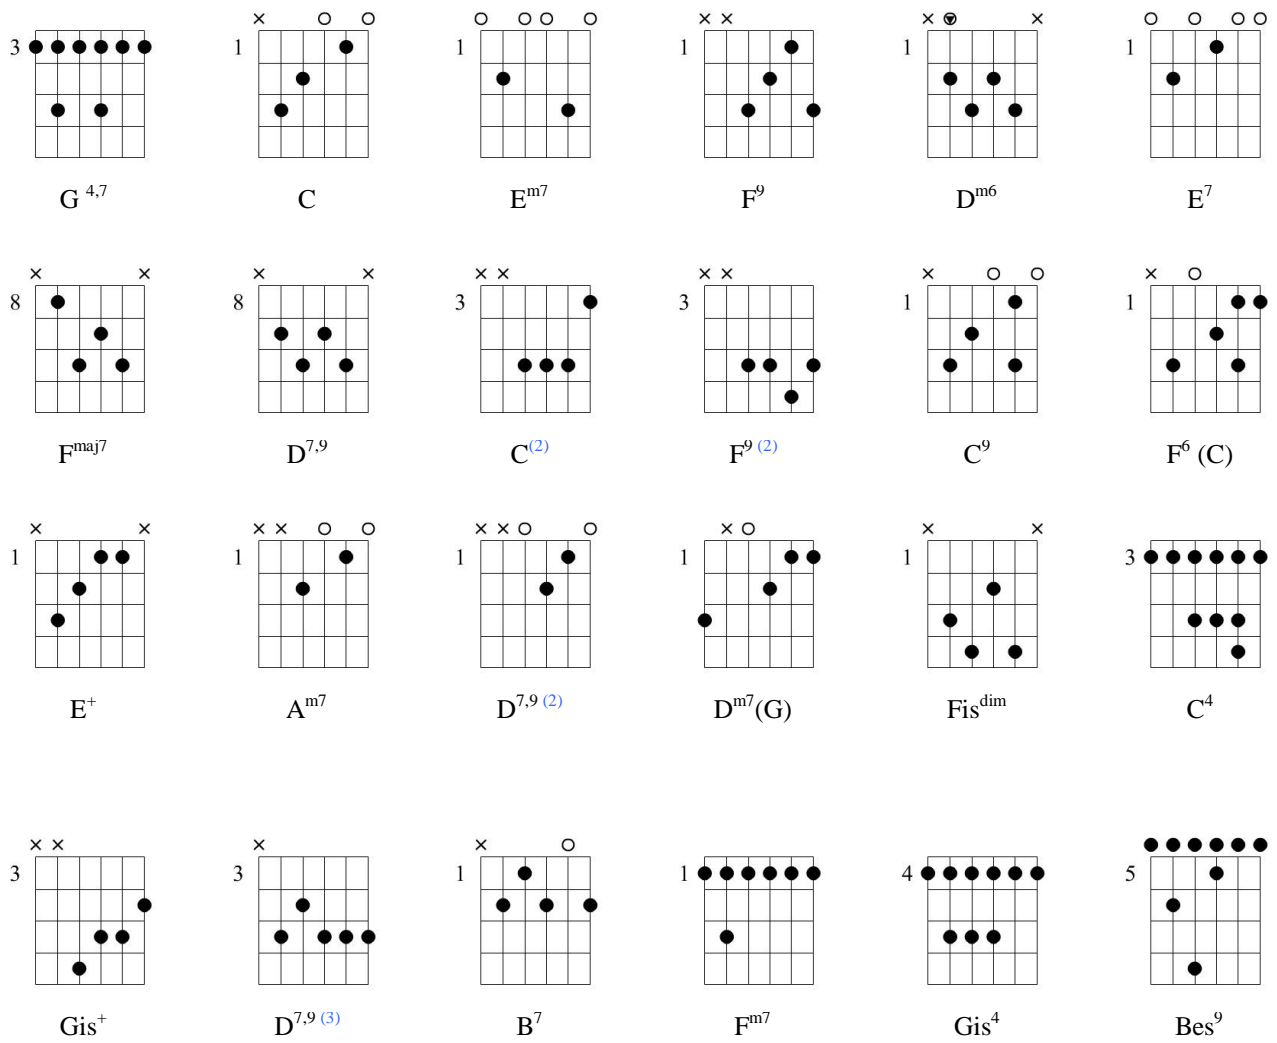 3 1 1 1 1 1
G 4,7 C Em7 F9 Dm6 E7
8 8 3 3 1 1
Fmaj7 D7,9 C(2) F9 (2) C9 F6 (C)
1 1 1 1 1 3
E+ Am7 D7,9 (2) Dm7(G) Fisdim C4
3 3 1 1 4 5
Gis+ D7,9 (3) B7 Fm7 Gis4 Bes9